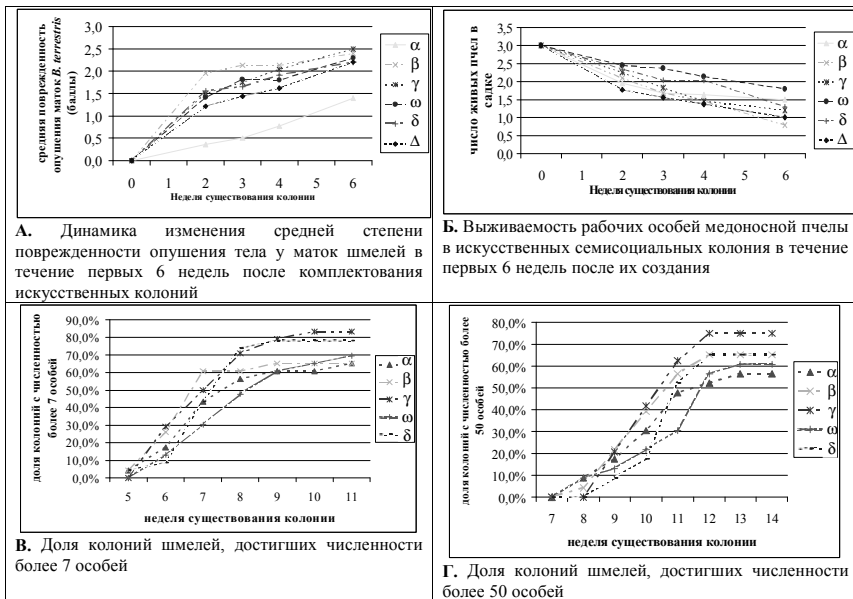 средняя поврежденность
опушения маток B. terrestris
(баллы)
2,5
2,0
1,5
1,0
0,5
0,0
0 1 2 3 4 5 6
Неделя существования колонии
α
β
γ
ω
δ
Δ
А. Динамика изменения средней степени
поврежденности опушения тела у маток шмелей в
течение первых 6 недель после комплектования
искусственных колоний
число живых пчел в
садке
3,5
3,0
2,5
2,0
1,5
1,0
0,5
0,0
0 1 2 3 4 5 6
Неделя существования колонии
α
β
γ
ω
δ
Δ
Б. Выживаемость рабочих особей медоносной пчелы
в искусственных семисоциальных колония в течение
первых 6 недель после их создания
доля колоний с численностью
более 7 особей
90,0%
80,0%
70,0%
60,0%
50,0%
40,0%
30,0%
20,0%
10,0%
0,0%
5 6 7 8 9 10 11
неделя существования колонии
α
β
γ
ω
δ
В. Доля колоний шмелей, достигших численности
более 7 особей
доля колоний с численностью более
50 особей
80,0%
70,0%
60,0%
50,0%
40,0%
30,0%
20,0%
10,0%
0,0%
7 8 9 10 11 12 13 14
неделя существования колонии
α
β
γ
ω
δ
Г. Доля колоний шмелей, достигших численности
более 50 особей